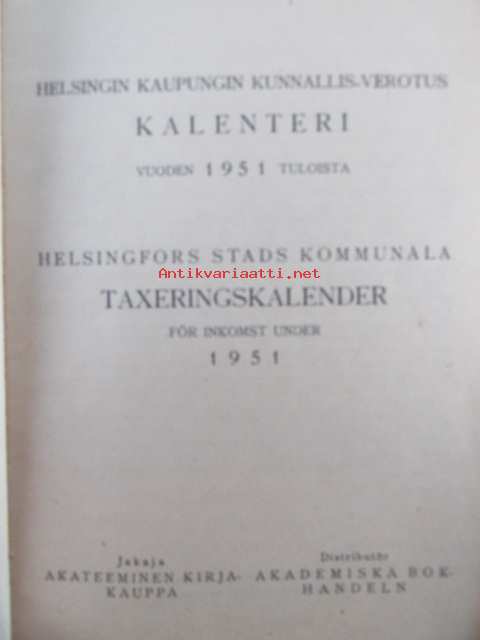 HELSINGIN KAUPUNGIN KUNNALLIS-VEROTUS
KALENTERI
VUODEN 1951 TULOISTA
HELSINGFORS STADS KOMMUNALA
Antikvariaatti.net
TAXERINGSKALENDER
FÖR INKOMST UNDER
1951
Jakaja
AKATEEMINEN KIRJA-
KAUPPA
Distributör
AKADEMISKA BOK-
HANDELN